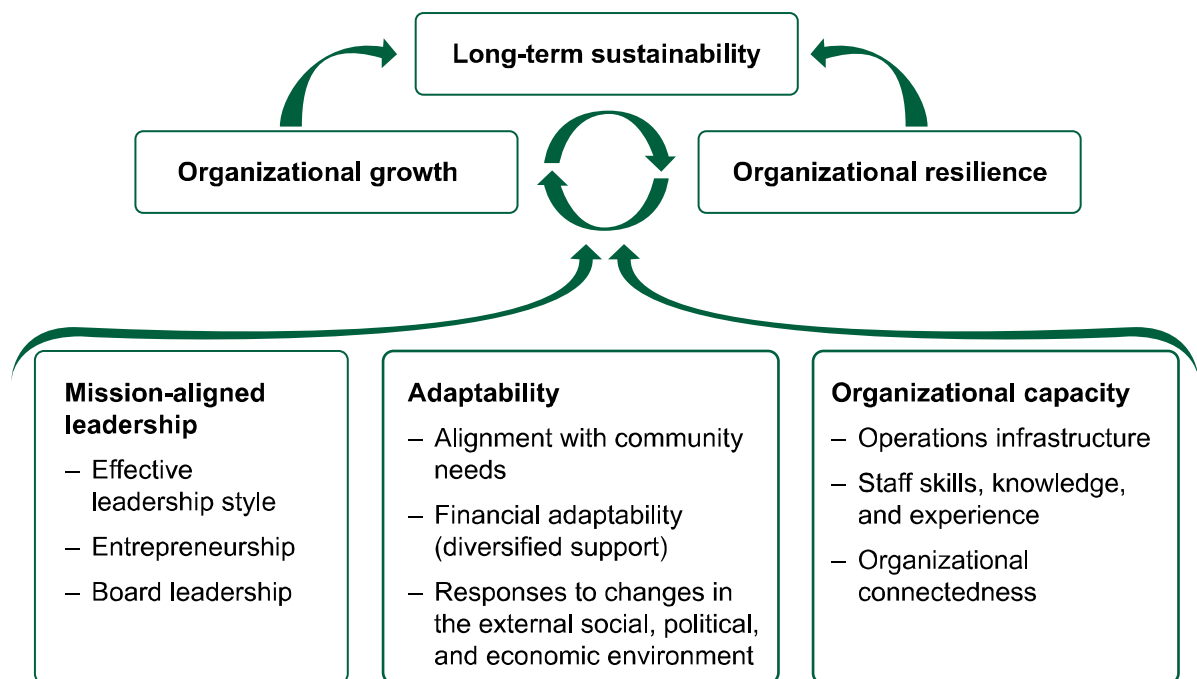 Long-term sustainability
Organizational growth
Organizational resilience
Mission-aligned
leadership
– Effective
leadership style
– Entrepreneurship
– Board leadership
Adaptability
– Alignment with community
needs
– Financial adaptability
(diversified support)
– Responses to changes in
the external social, political,
and economic environment
Organizational capacity
– Operations infrastructure
– Staff skills, knowledge,
and experience
– Organizational
connectedness